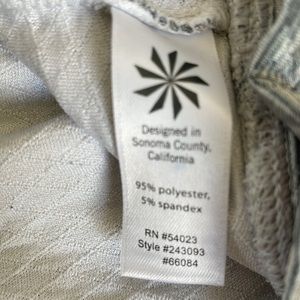 Designed in
Sonoma County,
California
95% polyester,
5% spandex
RN #54023
Style #243093
#66084